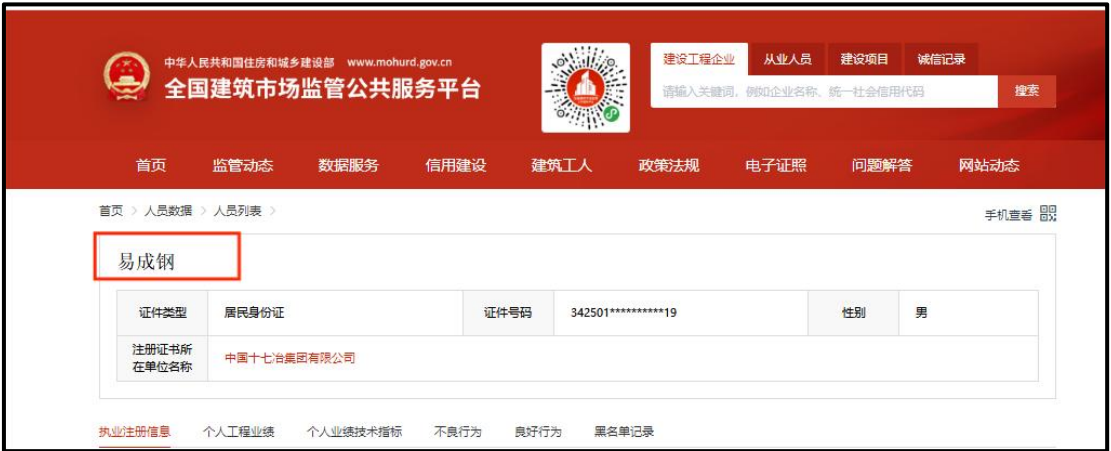 中华人民共和国住房和城乡建设部 www.mohurd.gov.cn
全国建筑市场监管公共服务平台
建设工程企业 从业人员 建设项目 诚信记录
请输入关键词，例如企业名称、统一社会信用代码 搜索
首页 监管动态 数据服务 信用建设 建筑工人 政策法规 电子证照 问题解答 网站动态
首页 > 人员数据 > 人员列表 >
手机查看
易成钢
证件类型 居民身份证 证件号码 342501**********19 性别 男
注册证书所
在单位名称
中国十七冶集团有限公司
执业注册信息 个人工程业绩 个人业绩技术指标 不良行为 良好行为 黑名单记录